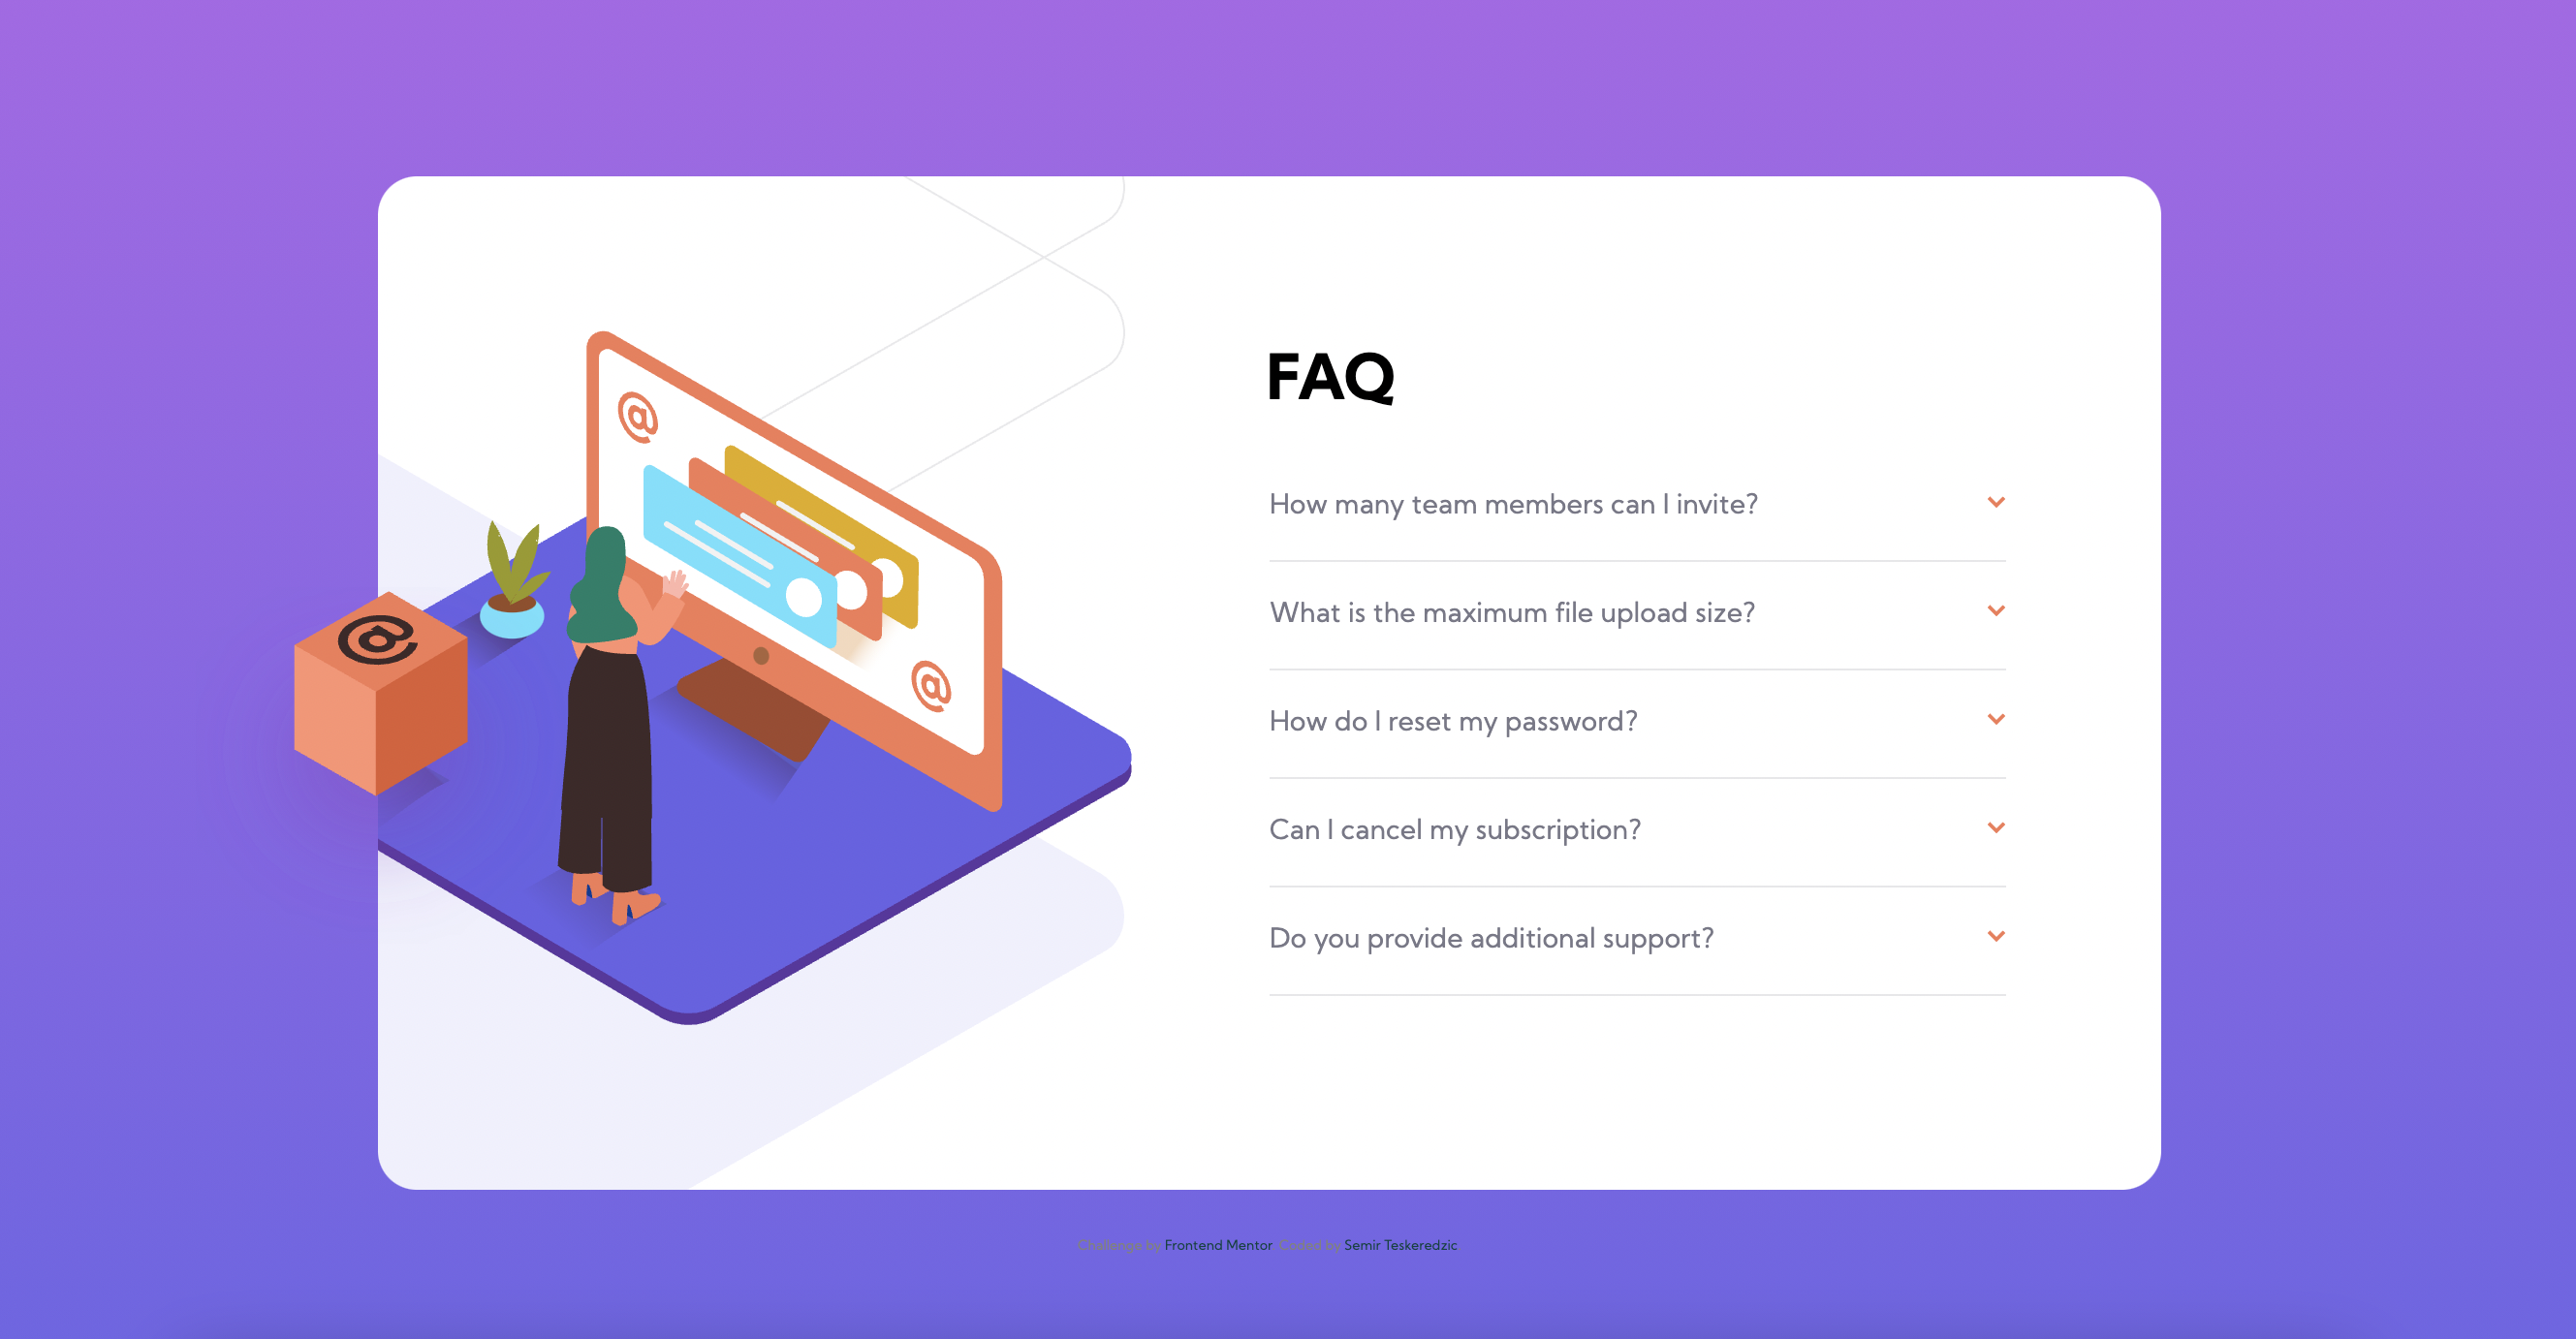 @
@
@
FAQ
How many team members can I invite?
What is the maximum file upload size?
How do I reset my password?
Can I cancel my subscription?
Do you provide additional support?
Challenge by Frontend Mentor. Coded by Semir Teskeredzic.